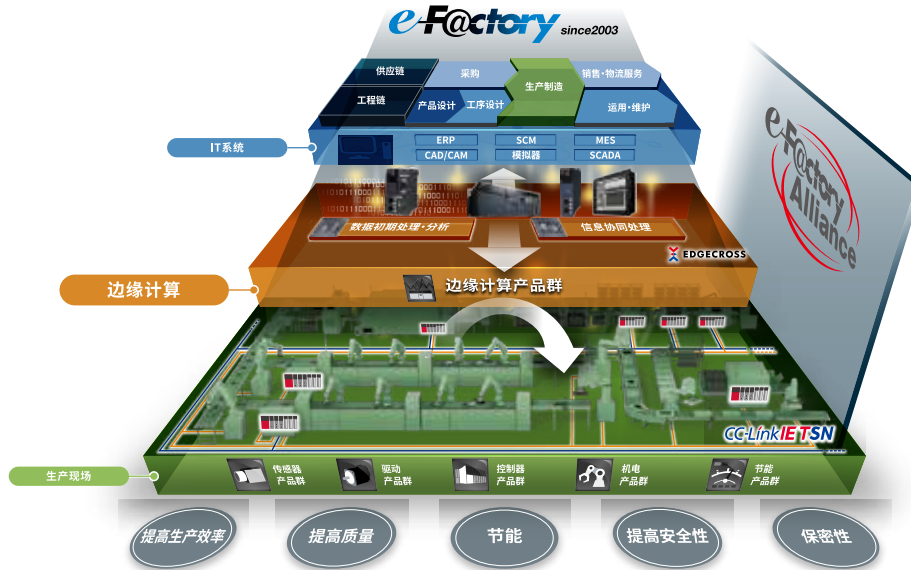 e-F@ctory since2003
供应链
采购
生产制造
销售·物流服务
工程链
产品设计
工序设计
运用·维护
IT系统
ERP
SCM
MES
CAD/CAM
模拟器
SCADA
数据初期处理·分析
信息协同处理
EDGECROSS
边缘计算
边缘计算产品群
e-F@ctory
Alliance
CC-Link IE TSN
生产现场
传感器
产品群
驱动
产品群
控制器
产品群
机电
产品群
节能
产品群
提高生产效率
提高质量
节能
提高安全性
保密性